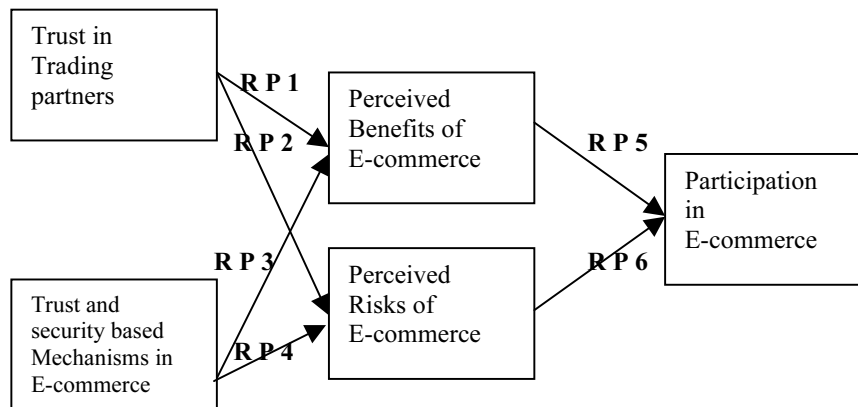 Trust in
Trading
partners
R P 1
R P 2
Perceived
Benefits of
E-commerce
R P 5
Participation
in
E-commerce
R P 3
R P 4
Trust and
security based
Mechanisms in
E-commerce
Perceived
Risks of
E-commerce
R P 6